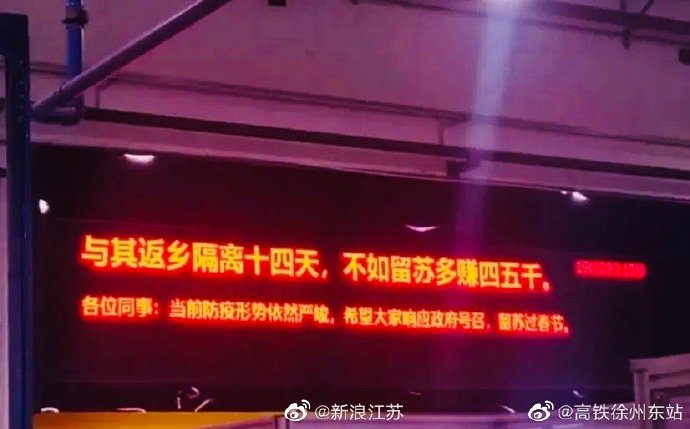 与其返乡隔离十四天，不如留苏多赚四五千。
各位同事：当前防疫形势依然严峻，希望大家响应政府号召，留苏过春节。
@新浪江苏
@高铁徐州东站